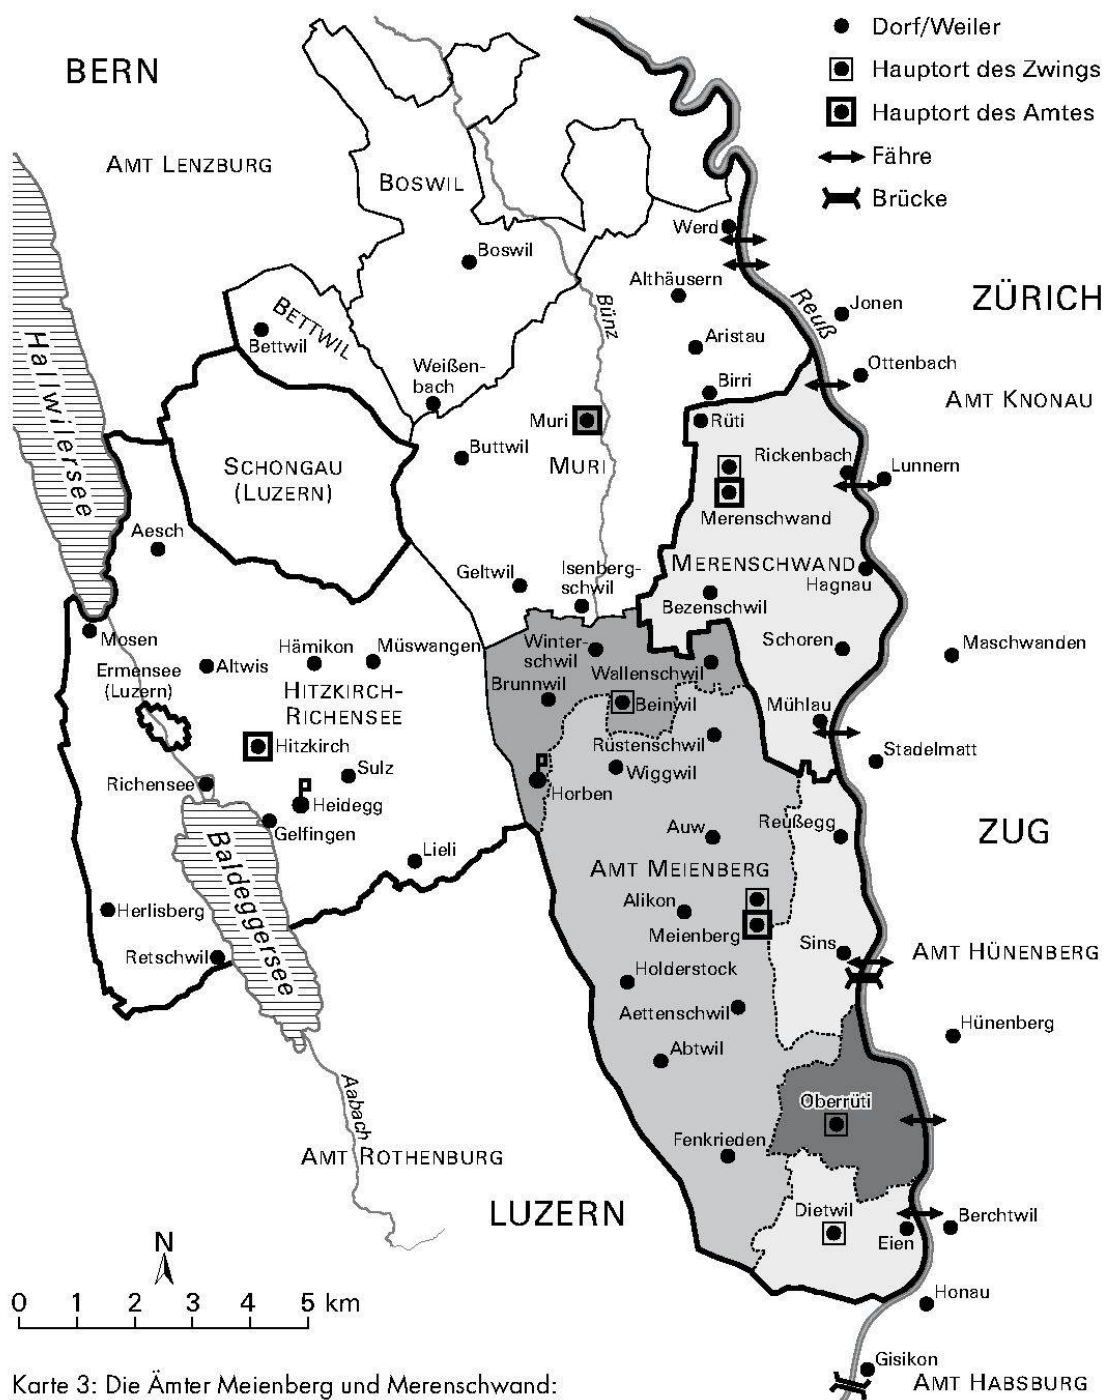 Dorf/Weiler
Hauptort des Zwings
Hauptort des Amtes
Fähre
Brücke
BERN
AMT LENZBURG
BOSWIL
Boswil
Werd
Althäusern
ZÜRICH
Reuß
Jonen
Bünz
Aristau
Hallwilersee
BETTWIL
Bettwil
Weißen-
bach
Birri
Ottenbach
AMT KNONAU
Muri
Rüti
MURI
Buttwil
SCHONGAU
(LUZERN)
Rickenbach
Lunnern
Merenschwand
Aesch
MERENSCHWAND
Hagnau
Geltwil
Isenberg-
schwil
Bezenschwil
Mosen
Hämikon
Müswangen
Winter-
schwil
Wallenschwil
Schoren
Maschwanden
Ermensee
(Luzern)
Altwis
HITZKIRCH-
RICHENSEE
Brunnwil
Beinwil
Mühlau
Hitzkirch
Rüstenschwil
Stadelmatt
Richensee
Sulz
Wiggwil
Heidegg
Horben
Gelfingen
Auw
Reußegg
ZUG
Baldeggersee
Lieli
AMT MEIENBERG
Herlisberg
Alikon
Meienberg
Retschwil
Sins
AMT HÜNENBERG
Holderstock
Aettenschwil
Hünenberg
Abtwil
Aabach
Oberrüti
AMT ROTHENBURG
Fenkrieden
LUZERN
Dietwil
Eien
Berchtwil
N
0 1 2 3 4 5 km
Honau
Gisikon
AMT HABSBURG
Karte 3: Die Ämter Meienberg und Merenschwand: